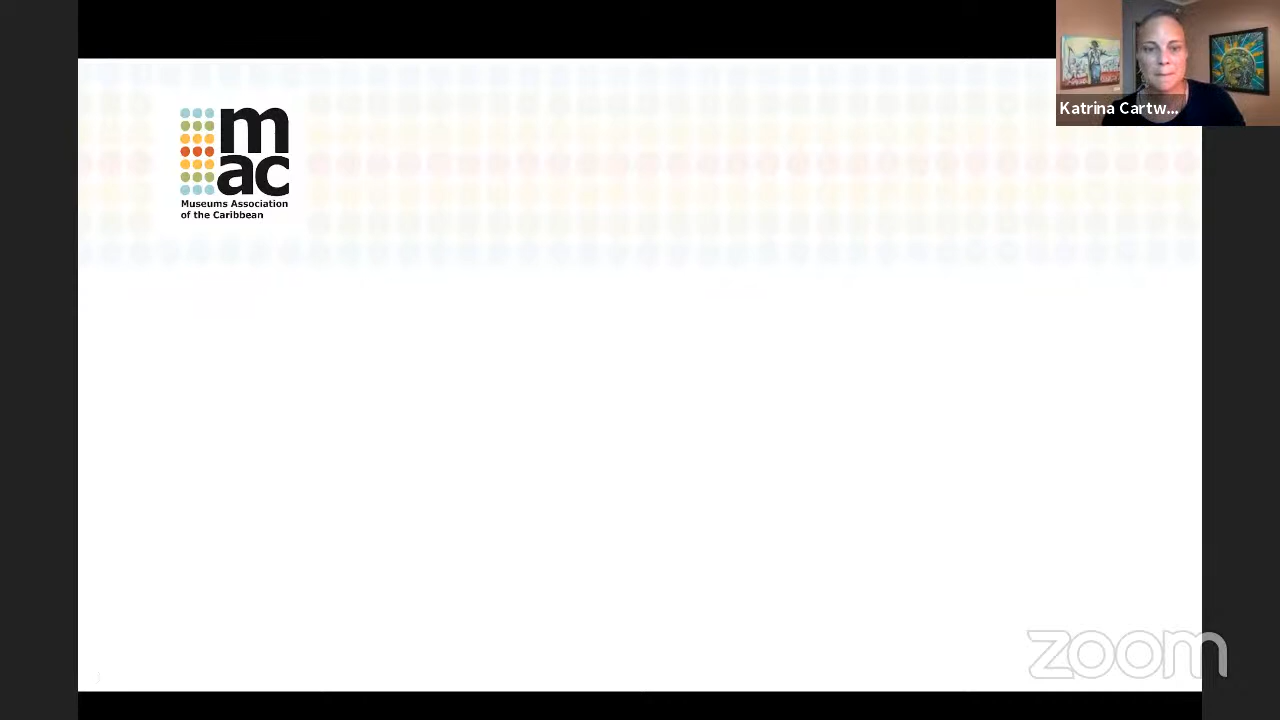 mac
Museums Association
of the Caribbean
Katrina Cartw...
zoom